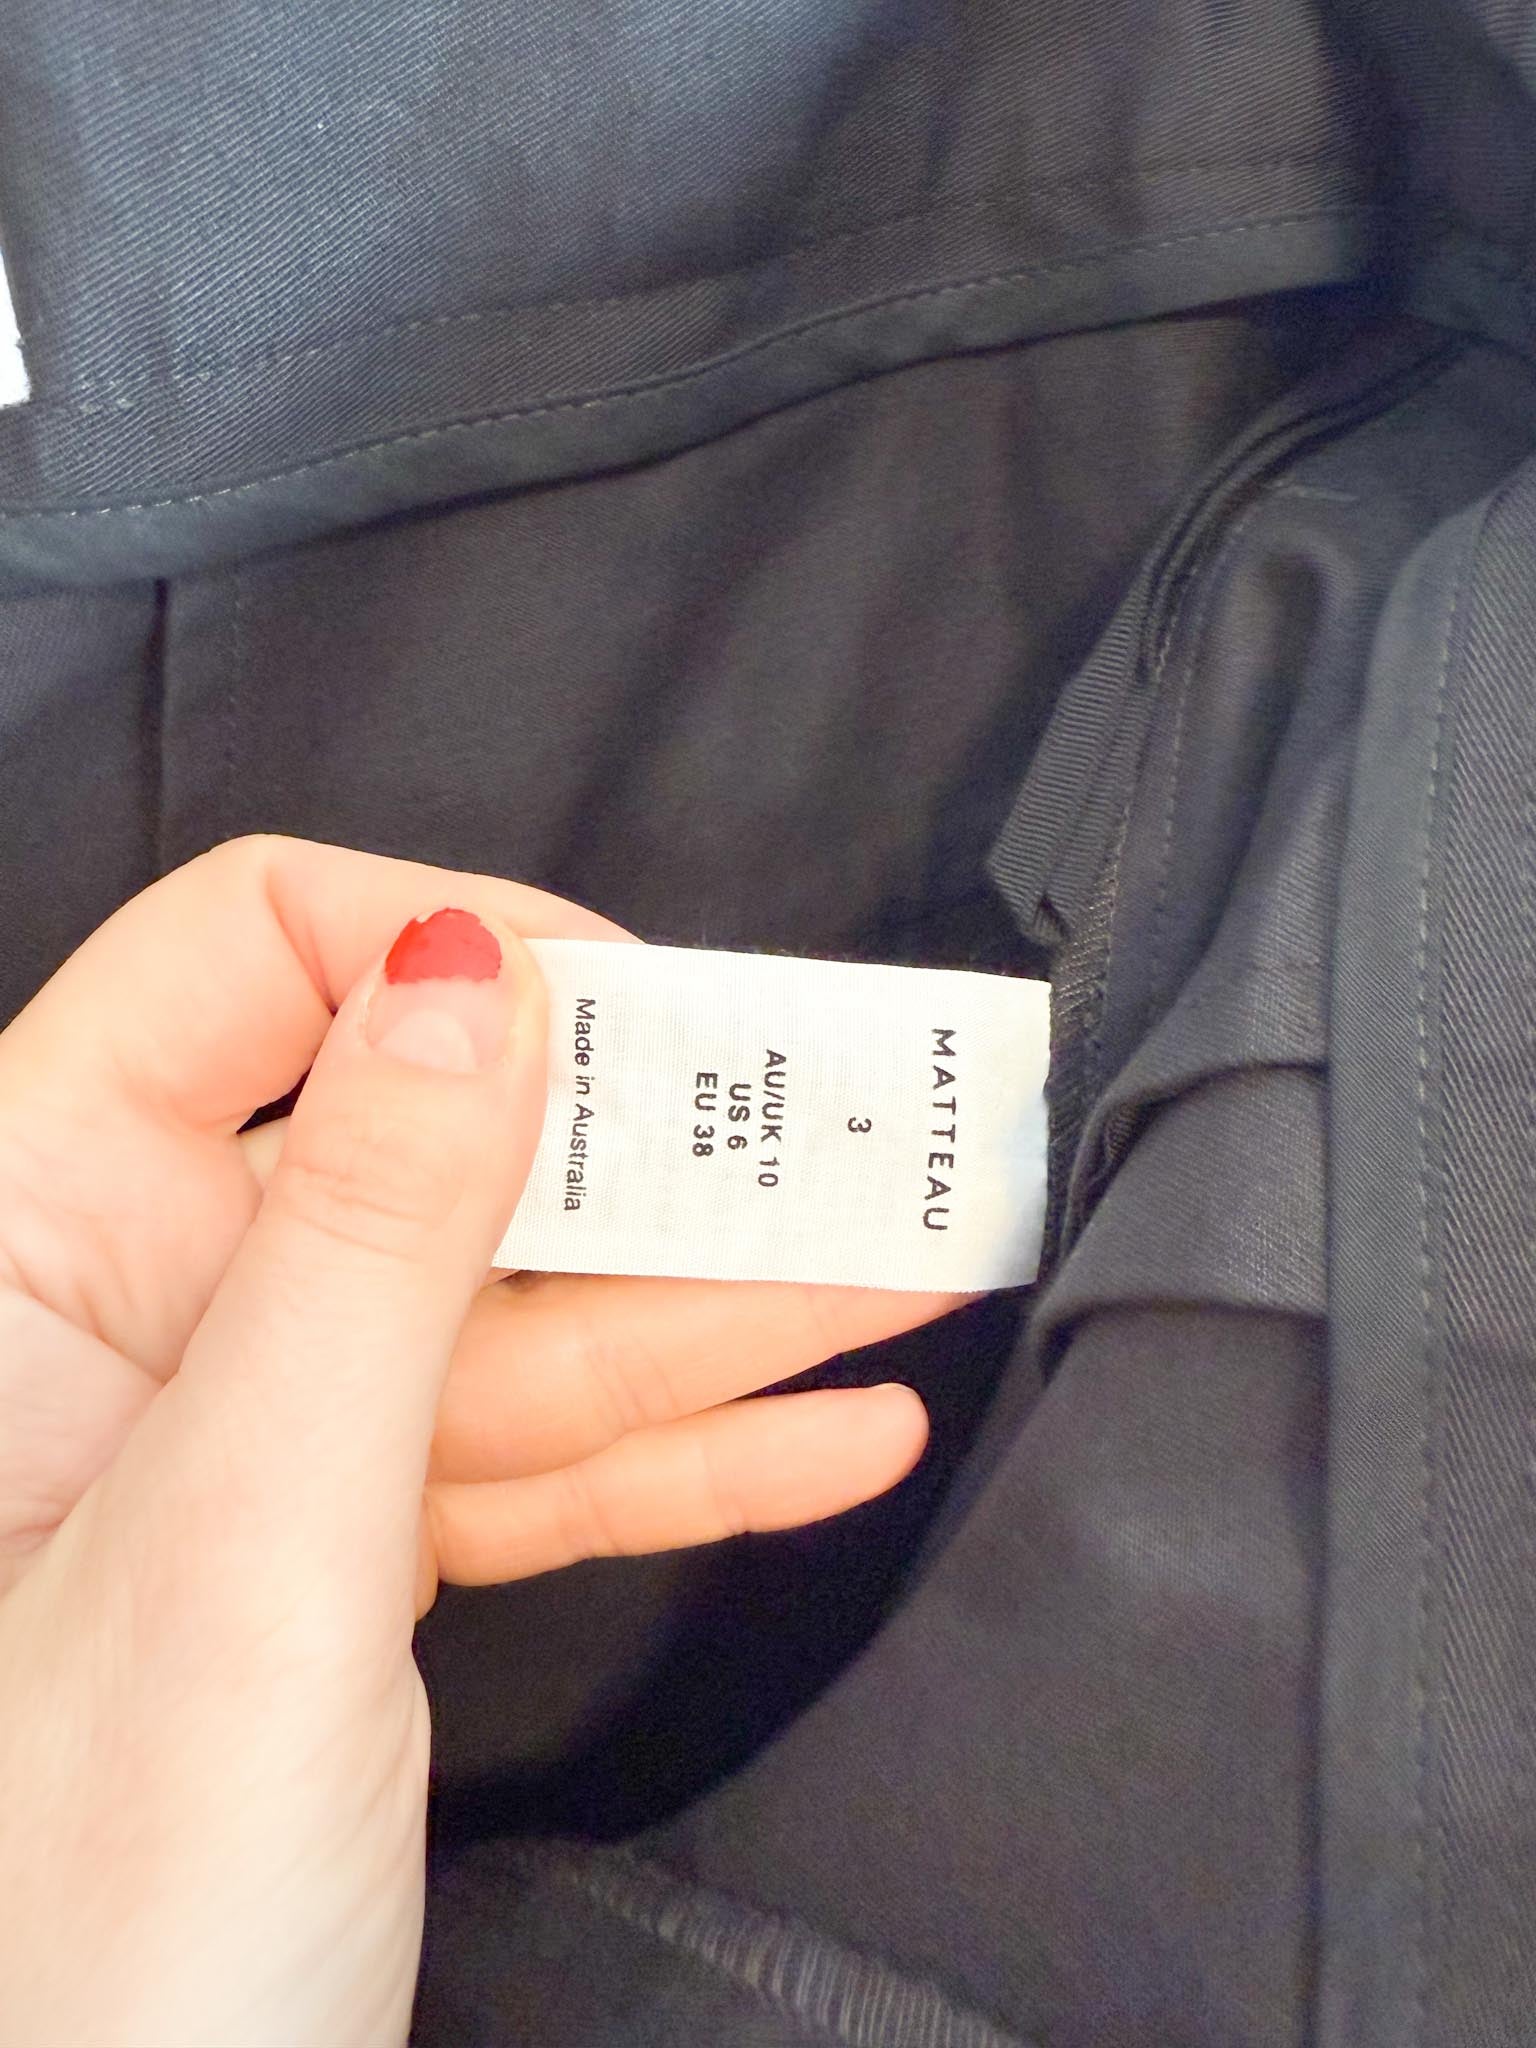 MATTEAU
3
AU/UK 10
US 6
EU 38
Made in Australia